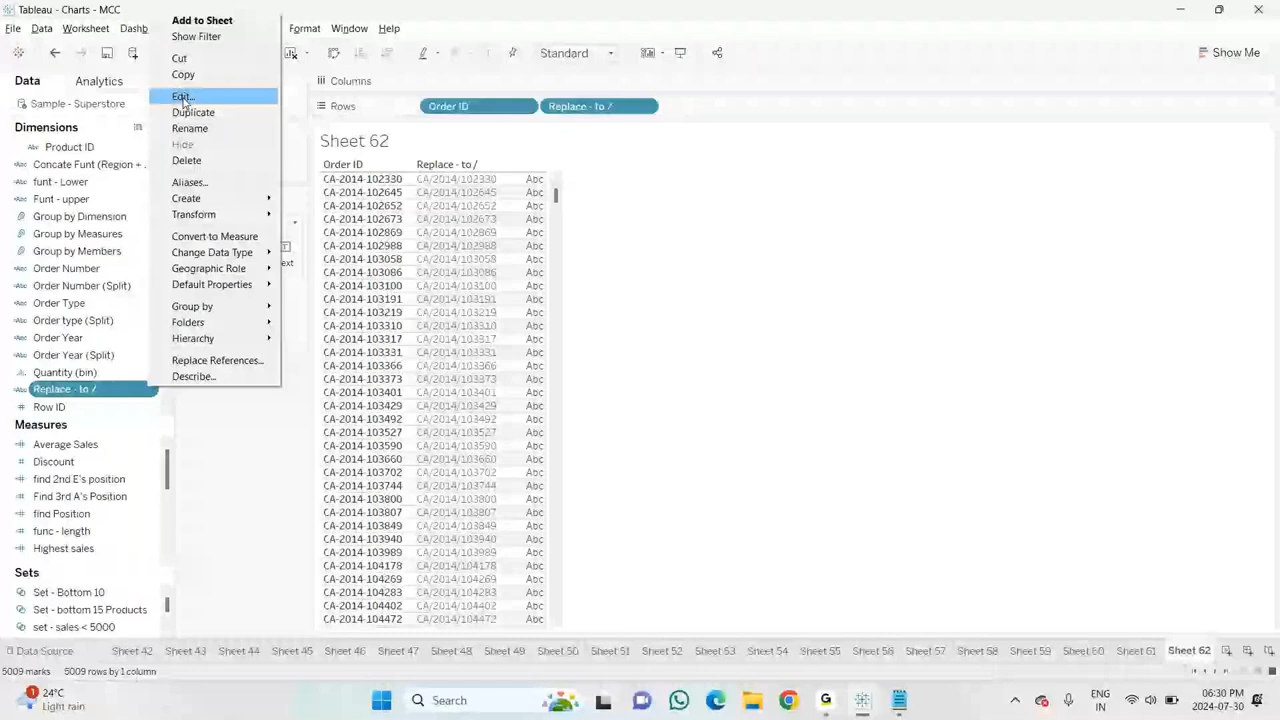 Tableau - Charts - MCC
File Data Worksheet Dashb Format Window Help
Standard
Show Me
Add to Sheet
Show Filter
Cut
Copy
Edit...
Duplicate
Rename
Hide
Delete
Aliases...
Create
Transform
Convert to Measure
Change Data Type
Geographic Role
Default Properties
Group by
Folders
Hierarchy
Replace References...
Describe...
Data Analytics
Sample - Superstore
Dimensions
Product ID
Concate Funt (Region + .
funt - Lower
Funt - upper
Group by Dimension
Group by Measures
Group by Members
Order Number
Order Number (Split)
Order Type
Order type (Split)
Order Year
Order Year (Split)
Quantity (bin)
Replace - to /
Row ID
Measures
Average Sales
Discount
find 2nd E's position
Find 3rd A's Position
find Position
func - length
Highest sales
Sets
Set - Bottom 10
Set - bottom 15 Products
set - sales < 5000
ext
Columns
Rows Order ID Replace - to /
Sheet 62
Order ID Replace - to /
CA-2014-102330 CA/2014/102330 Abc
CA-2014-102645 CA/2014/102645 Abc
CA-2014-102652 CA/2014/102652 Abc
CA-2014-102673 CA/2014/102673 Abc
CA-2014-102869 CA/2014/102869 Abc
CA-2014-102988 CA/2014/102988 Abc
CA-2014-103058 CA/2014/103058 Abc
CA-2014-103086 CA/2014/103086 Abc
CA-2014-103100 CA/2014/103100 Abc
CA-2014-103191 CA/2014/103191 Abc
CA-2014-103219 CA/2014/103219 Abc
CA-2014-103310 CA/2014/103310 Abc
CA-2014-103317 CA/2014/103317 Abc
CA-2014-103331 CA/2014/103331 Abc
CA-2014-103366 CA/2014/103366 Abc
CA-2014-103373 CA/2014/103373 Abc
CA-2014-103401 CA/2014/103401 Abc
CA-2014-103429 CA/2014/103429 Abc
CA-2014-103492 CA/2014/103492 Abc
CA-2014-103527 CA/2014/103527 Abc
CA-2014-103590 CA/2014/103590 Abc
CA-2014-103660 CA/2014/103660 Abc
CA-2014-103702 CA/2014/103702 Abc
CA-2014-103744 CA/2014/103744 Abc
CA-2014-103800 CA/2014/103800 Abc
CA-2014-103807 CA/2014/103807 Abc
CA-2014-103849 CA/2014/103849 Abc
CA-2014-103940 CA/2014/103940 Abc
CA-2014-103989 CA/2014/103989 Abc
CA-2014-104178 CA/2014/104178 Abc
CA-2014-104269 CA/2014/104269 Abc
CA-2014-104283 CA/2014/104283 Abc
CA-2014-104402 CA/2014/104402 Abc
CA-2014-104472 CA/2014/104472 Abc
Data Source Sheet 42 Sheet 43 Sheet 44 Sheet 45 Sheet 46 Sheet 47 Sheet 48 Sheet 49 Sheet 50 Sheet 51 Sheet 52 Sheet 53 Sheet 54 Sheet 55 Sheet 56 Sheet 57 Sheet 58 Sheet 59 Sheet 60 Sheet 61 Sheet 62
5009 marks 5009 rows by 1 column
1 24°C
Light rain
Search
ENG
IN
06:30 PM
2024-07-30